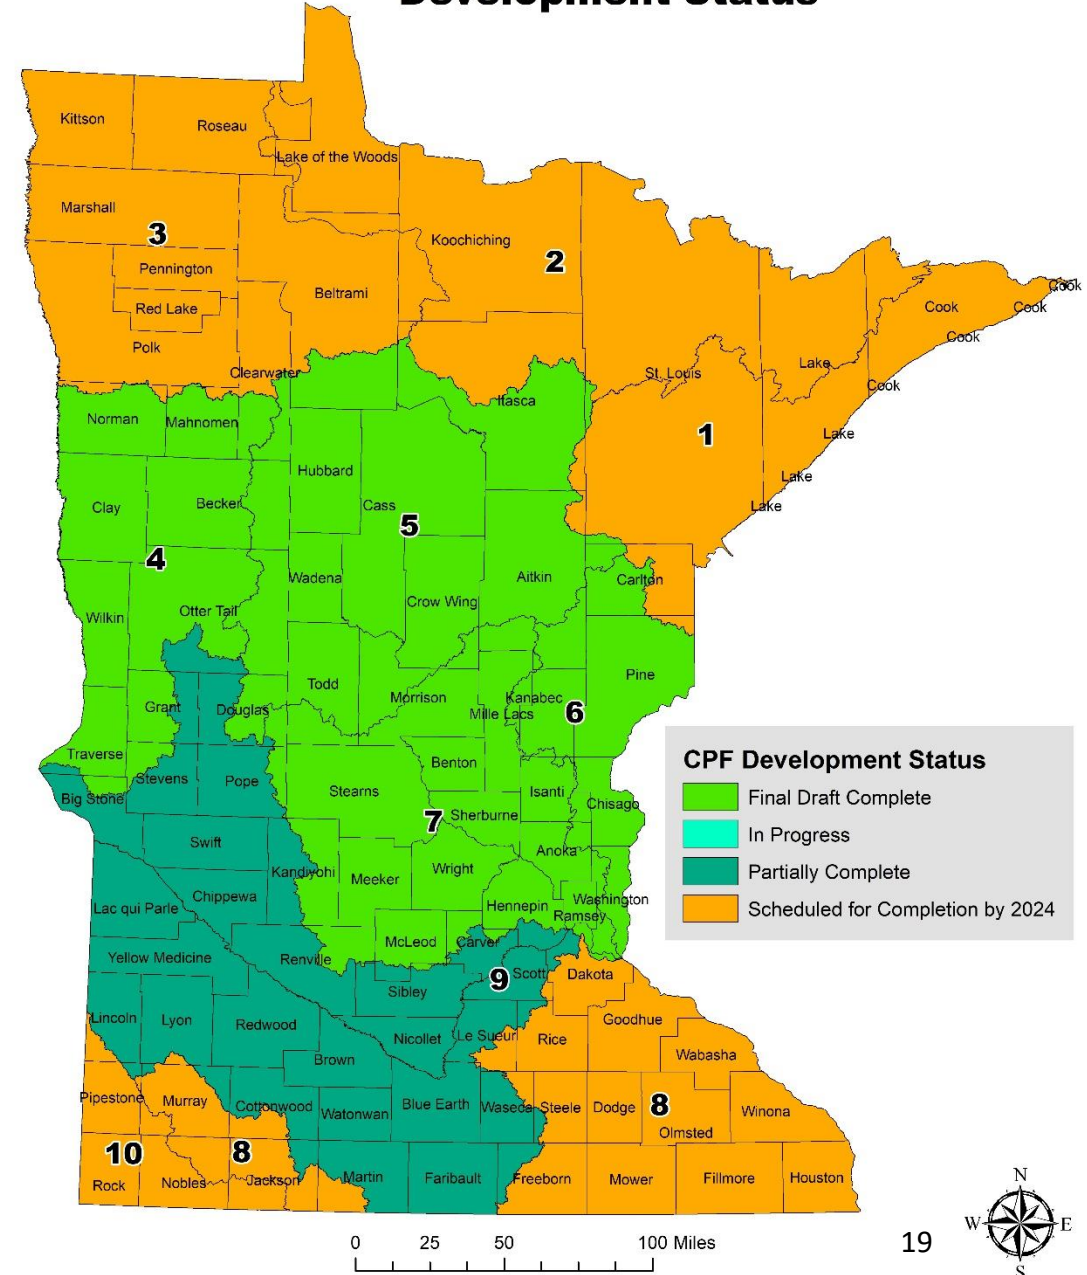 Development Status
Kittson
Roseau
Lake of the Woods
Marshall
3
Koochiching
2
Pennington
Beltrami
Red Lake
Polk
Clearwater
Cook
Cook
Cook
Cook
Cook
Lake
St. Louis
Itasca
1
Lake
Lake
Lake
Norman
Mahnomen
Hubbard
Clay
Becker
Cass
5
4
Wadena
Aitkin
Carlton
Crow Wing
Wilkin
Otter Tail
Pine
Todd
Morrison
Kanabec
Grant
Douglas
Mille Lacs
6
Traverse
Benton
Stevens
Pope
Stearns
Isanti
Big Stone
Chisago
Sherburne
7
Swift
Anoka
Kandiyohi
Meeker
Wright
Chippewa
Hennepin
Washington
Lac qui Parle
Ramsey
McLeod
Carver
Yellow Medicine
Renville
9
Scott
Dakota
Sibley
Lincoln
Lyon
Redwood
Nicollet
Le Sueur
Rice
Goodhue
Brown
Wabasha
Pipestone
Murray
Cottonwood
Watonwan
Blue Earth
Waseca
Steele
Dodge
8
Winona
Olmsted
10
8
Rock
Nobles
Jackson
Martin
Faribault
Freeborn
Mower
Fillmore
Houston
CPF Development Status
Final Draft Complete
In Progress
Partially Complete
Scheduled for Completion by 2024
0 25 50 100 Miles
19
N
W E
S